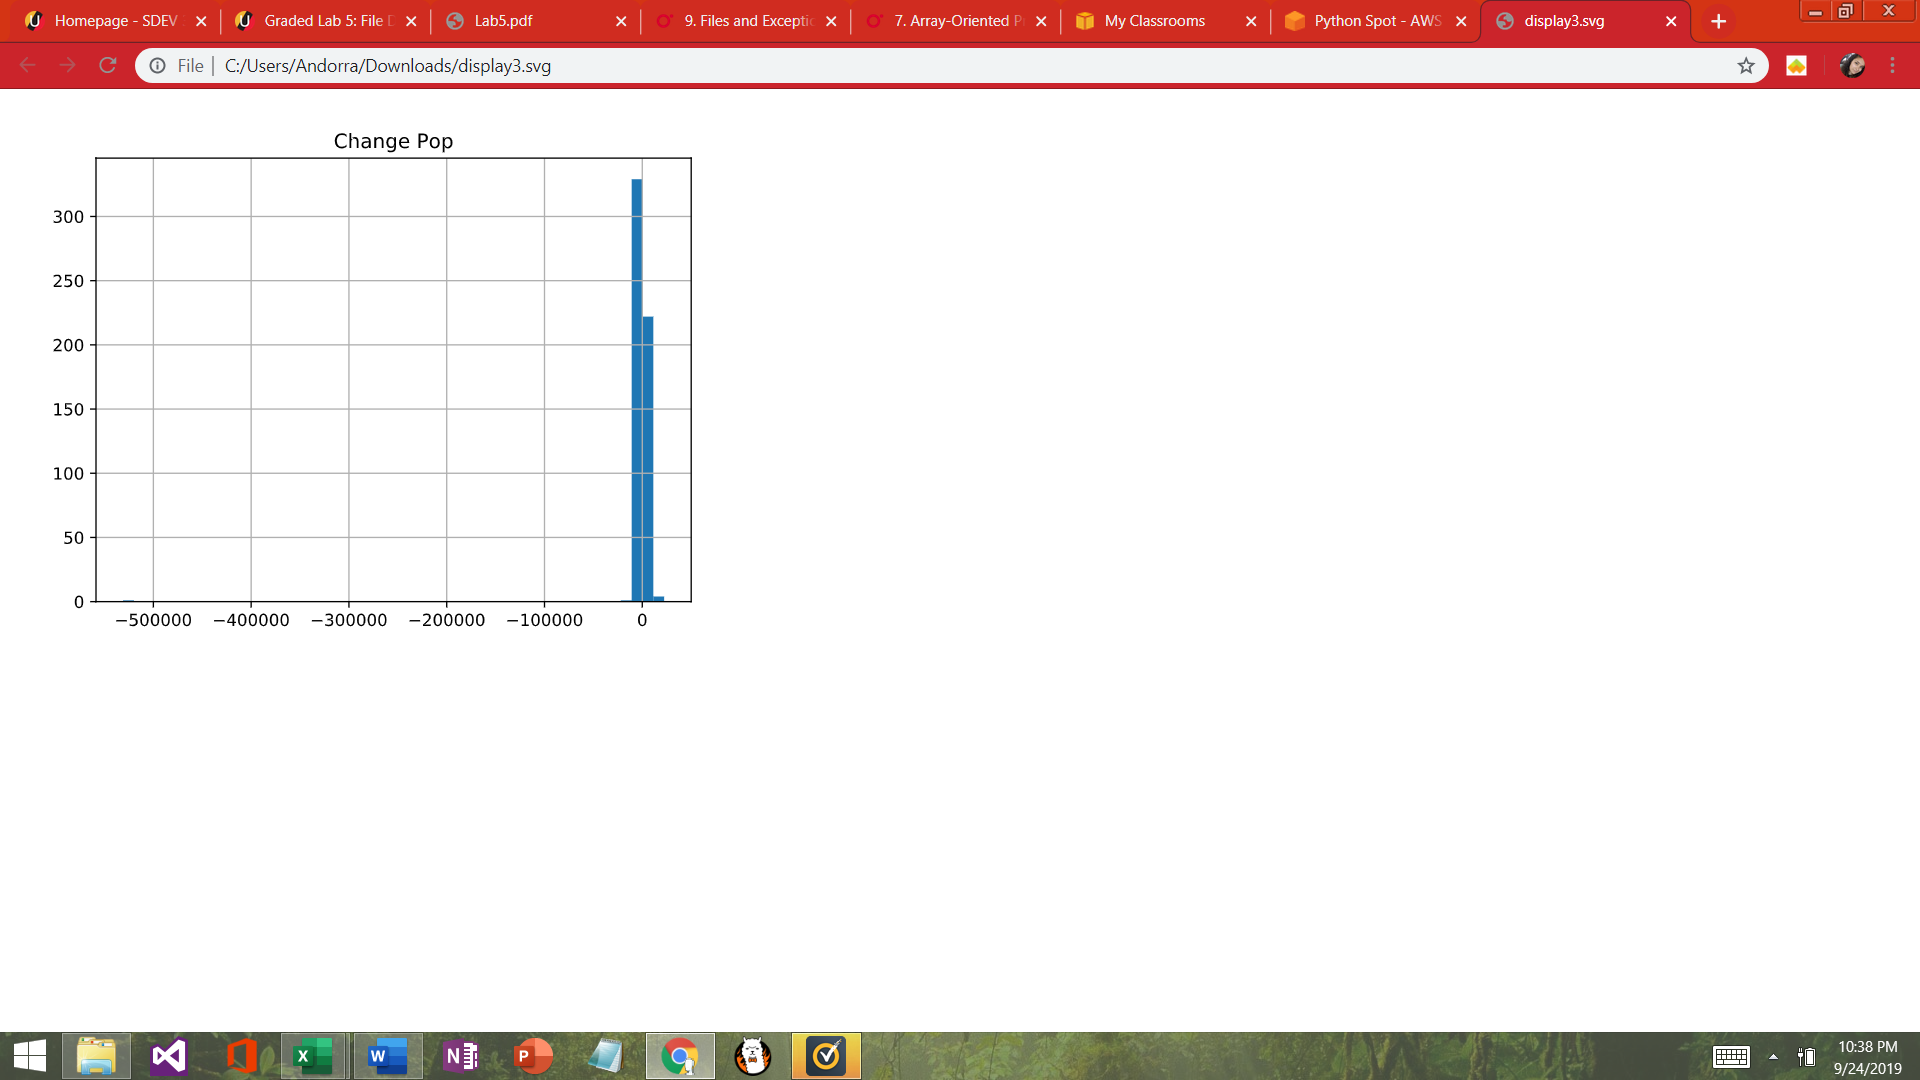 Homepage - SDEV
Graded Lab 5: File D
Lab5.pdf
9. Files and Exceptio
7. Array-Oriented P
My Classrooms
Python Spot - AWS
display3.svg
File
C:/Users/Andorra/Downloads/display3.svg
Change Pop
300
250
200
150
100
50
0
−500000
−400000
−300000
−200000
−100000
0
10:38 PM
9/24/2019